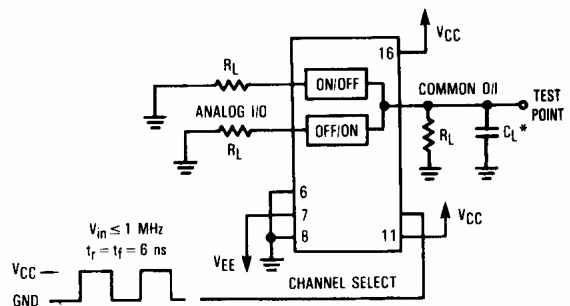 VCC
16
RL
ON/OFF
COMMON O/I
TEST
POINT
ANALOG I/O
OFF/ON
RL
RL
CL*
6
7
8
VCC
11
Vin ≤ 1 MHz
tr = tf = 6 ns
VEE
VCC
GND
CHANNEL SELECT